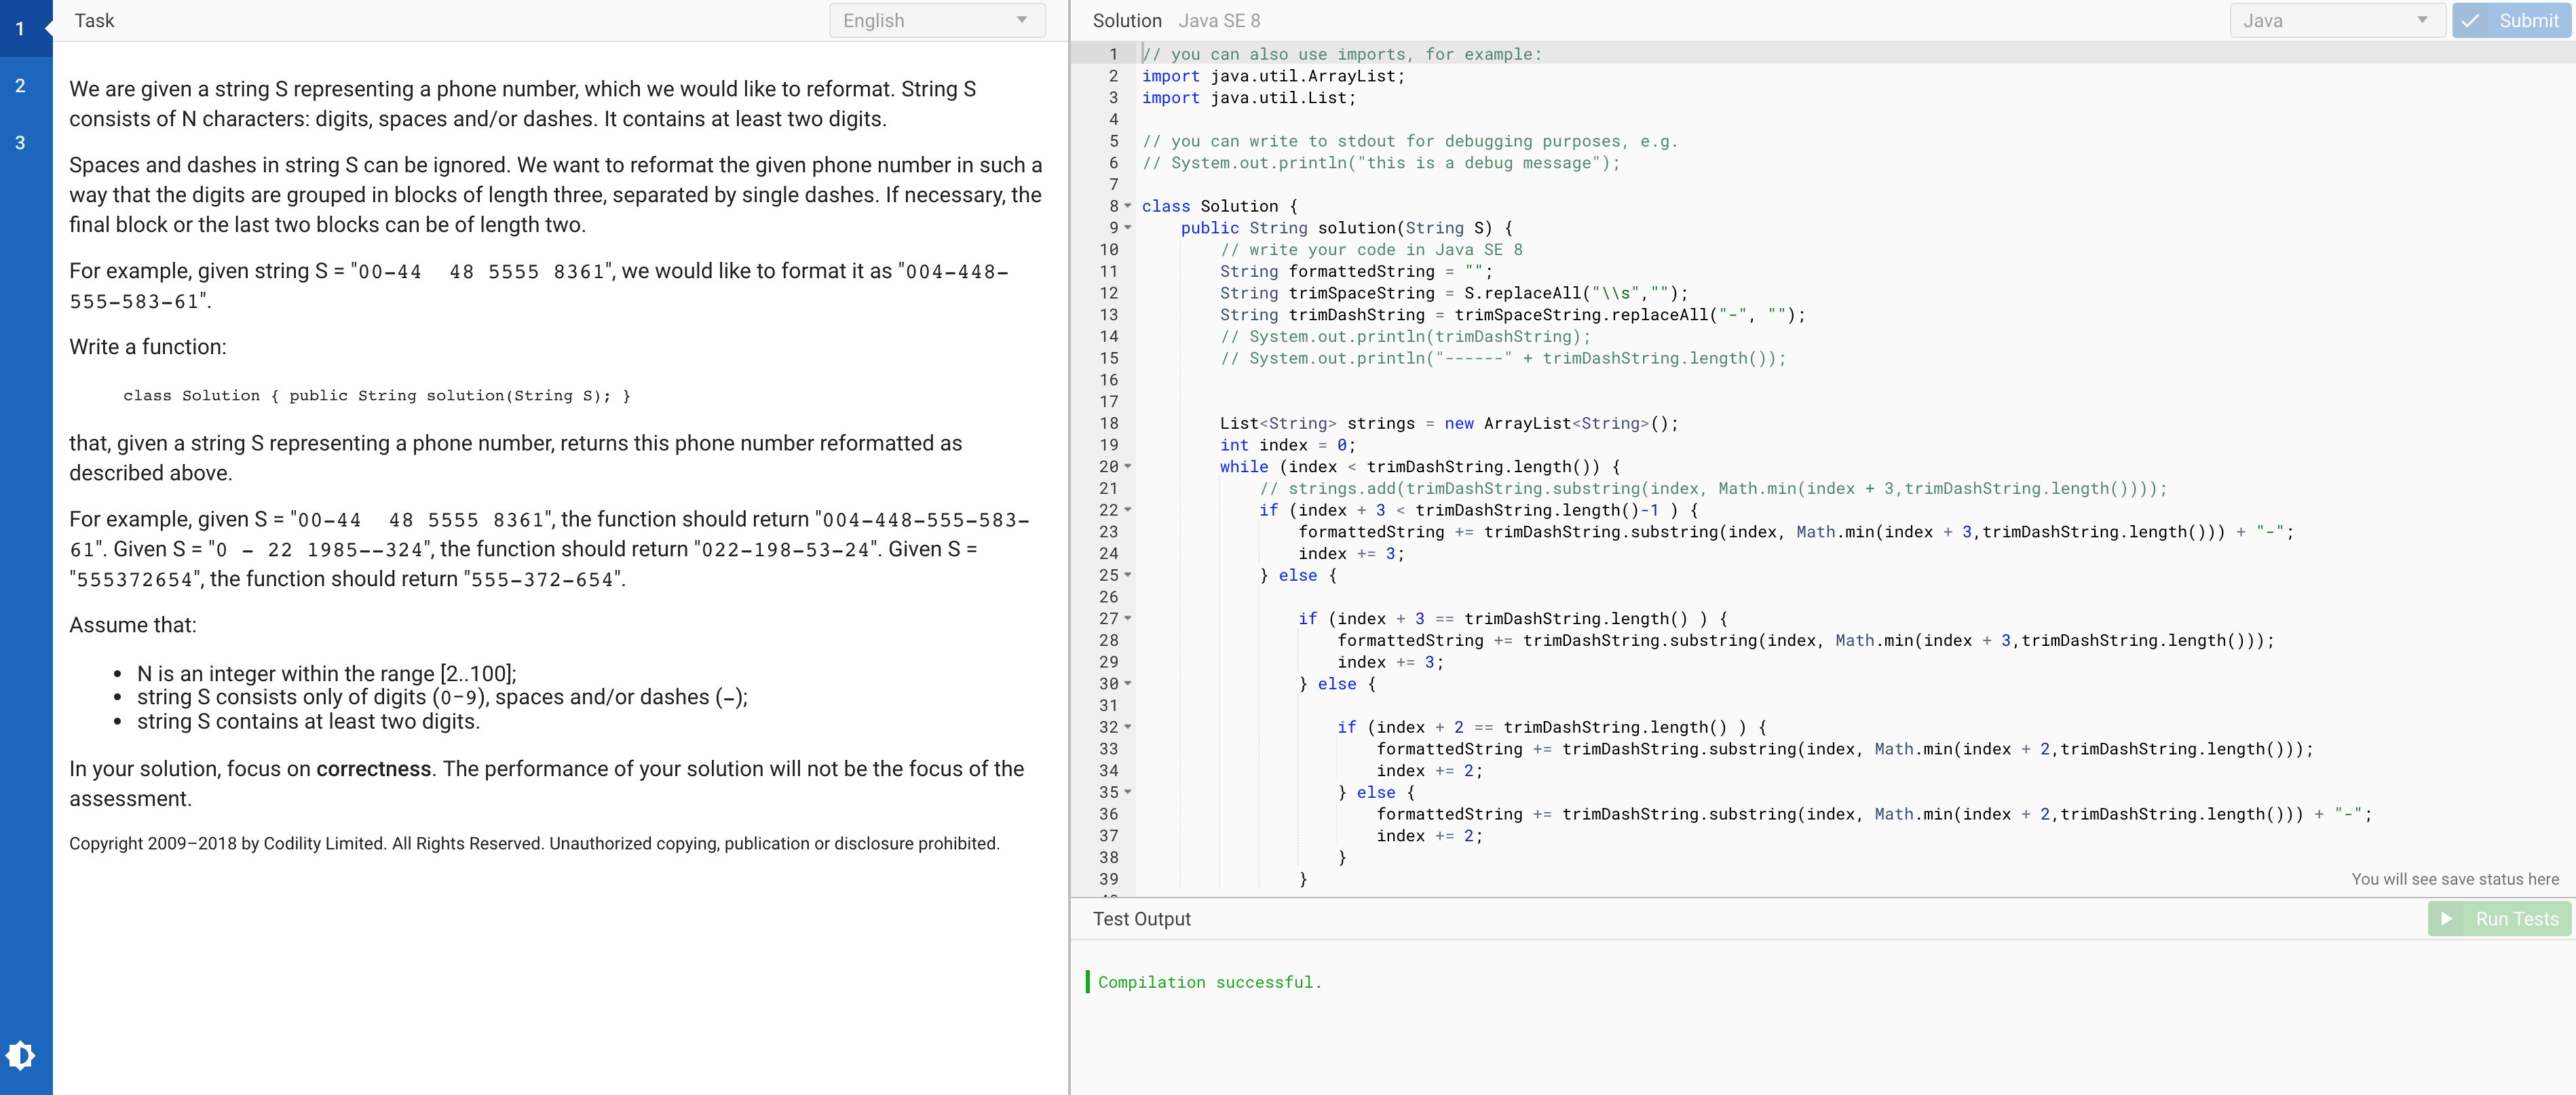 1
2
3
Task
English
We are given a string S representing a phone number, which we would like to reformat. String S
consists of N characters: digits, spaces and/or dashes. It contains at least two digits.
Spaces and dashes in string S can be ignored. We want to reformat the given phone number in such a
way that the digits are grouped in blocks of length three, separated by single dashes. If necessary, the
final block or the last two blocks can be of length two.
For example, given string S = "00-44  48 5555 8361", we would like to format it as "004-448-
555-583-61".
Write a function:
class Solution { public String solution(String S); }
that, given a string S representing a phone number, returns this phone number reformatted as
described above.
For example, given S = "00-44  48 5555 8361", the function should return "004-448-555-583-
61". Given S = "0 - 22 1985--324", the function should return "022-198-53-24". Given S =
"555372654", the function should return "555-372-654".
Assume that:
• N is an integer within the range [2..100];
• string S consists only of digits (0-9), spaces and/or dashes (-);
• string S contains at least two digits.
In your solution, focus on correctness. The performance of your solution will not be the focus of the
assessment.
Copyright 2009–2018 by Codility Limited. All Rights Reserved. Unauthorized copying, publication or disclosure prohibited.
Solution Java SE 8
Java
Submit
1 // you can also use imports, for example:
2 import java.util.ArrayList;
3 import java.util.List;
4
5 // you can write to stdout for debugging purposes, e.g.
6 // System.out.println("this is a debug message");
7
8 class Solution {
9     public String solution(String S) {
10         // write your code in Java SE 8
11         String formattedString = "";
12         String trimSpaceString = S.replaceAll("\\s","");
13         String trimDashString = trimSpaceString.replaceAll("-", "");
14         // System.out.println(trimDashString);
15         // System.out.println("------" + trimDashString.length());
16
17
18         List<String> strings = new ArrayList<String>();
19         int index = 0;
20         while (index < trimDashString.length()) {
21             // strings.add(trimDashString.substring(index, Math.min(index + 3,trimDashString.length())));
22             if (index + 3 < trimDashString.length()-1 ) {
23                 formattedString += trimDashString.substring(index, Math.min(index + 3,trimDashString.length())) + "-";
24                 index += 3;
25             } else {
26
27                 if (index + 3 == trimDashString.length() ) {
28                     formattedString += trimDashString.substring(index, Math.min(index + 3,trimDashString.length()));
29                     index += 3;
30                 } else {
31
32                     if (index + 2 == trimDashString.length() ) {
33                         formattedString += trimDashString.substring(index, Math.min(index + 2,trimDashString.length()));
34                         index += 2;
35                     } else {
36                         formattedString += trimDashString.substring(index, Math.min(index + 2,trimDashString.length())) + "-";
37                         index += 2;
38                     }
39                 }
You will see save status here
Test Output
Run Tests
Compilation successful.